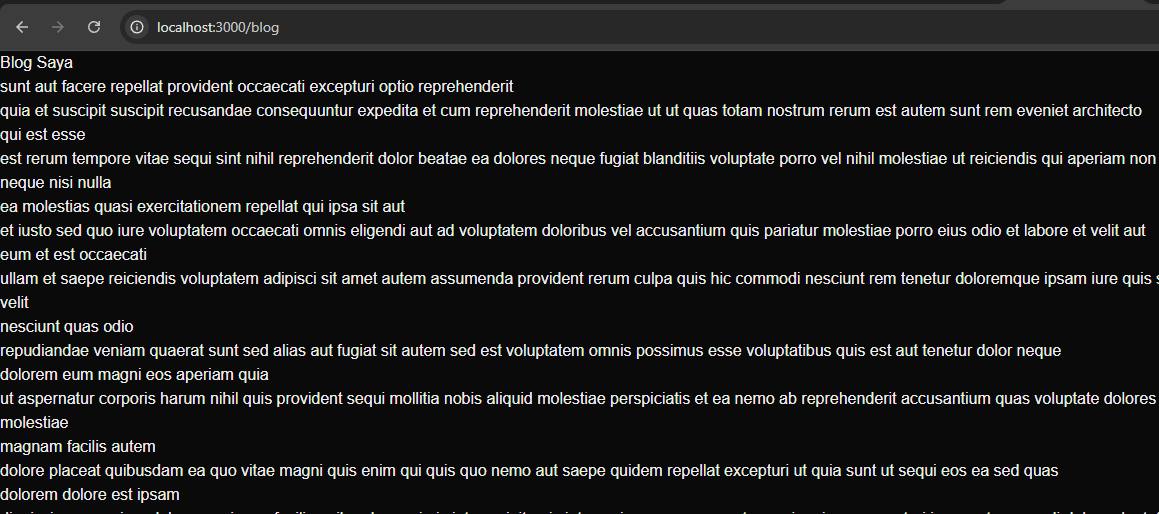 localhost:3000/blog
Blog Saya
sunt aut facere repellat provident occaecati excepturi optio reprehenderit
quia et suscipit suscipit recusandae consequuntur expedita et cum reprehenderit molestiae ut ut quas totam nostrum rerum est autem sunt rem eveniet architecto
qui est esse
est rerum tempore vitae sequi sint nihil reprehenderit dolor beatae ea dolores neque fugiat blanditiis voluptate porro vel nihil molestiae ut reiciendis qui aperiam non
neque nisi nulla
ea molestias quasi exercitationem repellat qui ipsa sit aut
et iusto sed quo iure voluptatem occaecati omnis eligendi aut ad voluptatem doloribus vel accusantium quis pariatur molestiae porro eius odio et labore et velit aut
eum et est occaecati
ullam et saepe reiciendis voluptatem adipisci sit amet autem assumenda provident rerum culpa quis hic commodi nesciunt rem tenetur doloremque ipsam iure quis
velit
nesciunt quas odio
repudiandae veniam quaerat sunt sed alias aut fugiat sit autem sed est voluptatem omnis possimus esse voluptatibus quis est aut tenetur dolor neque
dolorem eum magni eos aperiam quia
ut aspernatur corporis harum nihil quis provident sequi mollitia nobis aliquid molestiae perspiciatis et ea nemo ab reprehenderit accusantium quas voluptate dolores
molestiae
magnam facilis autem
dolore placeat quibusdam ea quo vitae magni quis enim qui quis quo nemo aut saepe quidem repellat excepturi ut quia sunt ut sequi eos ea sed quas
dolorem dolore est ipsam